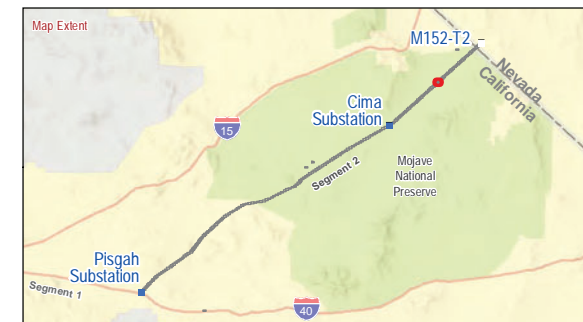 Map Extent
M152-T2
Nevada
California
Cima
Substation
15
Mojave
National
Preserve
Segment 2
Pisgah
Substation
Segment 1
40